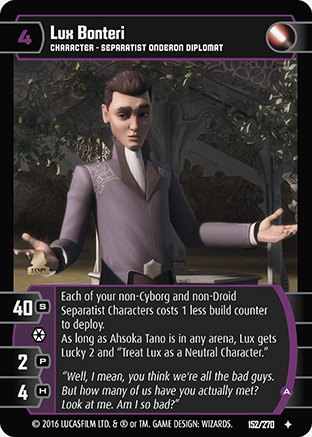 4
Lux Bonteri
CHARACTER - SEPARATIST ONDERON DIPLOMAT
40 S
2 P
4 H
Each of your non-Cyborg and non-Droid
Separatist Characters costs 1 less build counter
to deploy.
As long as Ahsoka Tano is in any arena, Lux gets
Lucky 2 and “Treat Lux as a Neutral Character.”
“Well, I mean, you think we're all the bad guys.
But how many of us have you actually met?
Look at me. Am I so bad?”
A
© 2016 LUCASFILM LTD. & ® or TM. GAME DESIGN: WIZARDS.
152/270